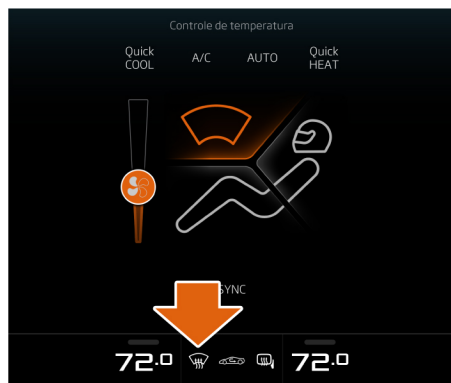 Controle de temperatura
Quick COOL
A/C
AUTO
Quick HEAT
SYNC
72.0
72.0